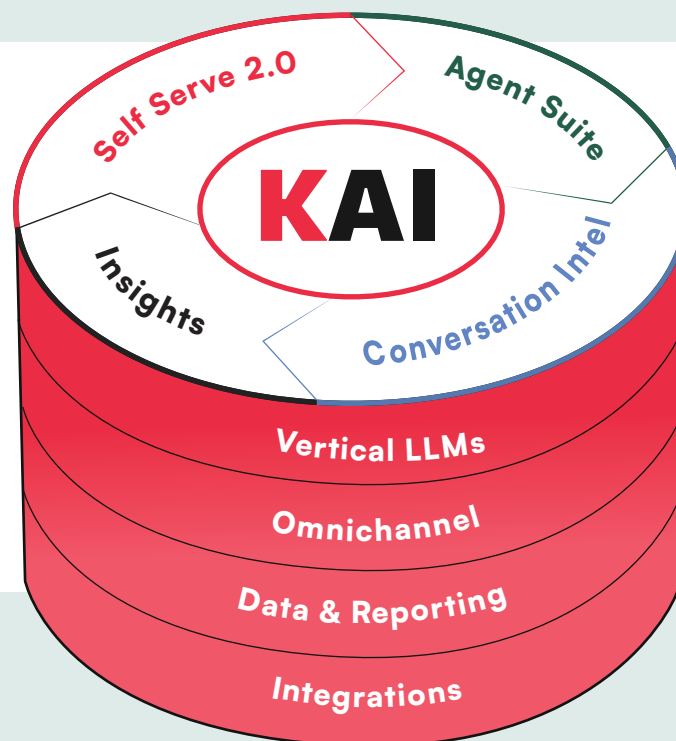 Self Serve 2.0
Agent Suite
KAI
Insights
Conversation Intel
Vertical LLMs
Omnichannel
Data & Reporting
Integrations